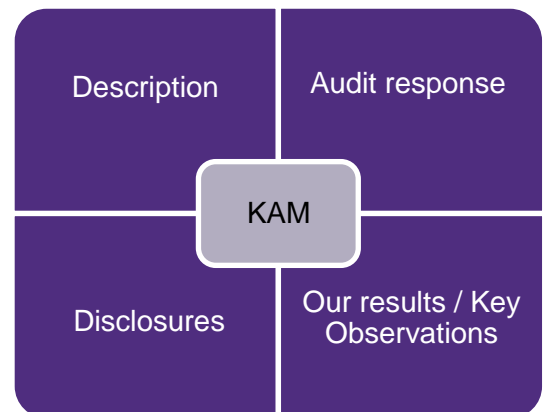 Description
Audit response
KAM
Disclosures
Our results / Key
Observations